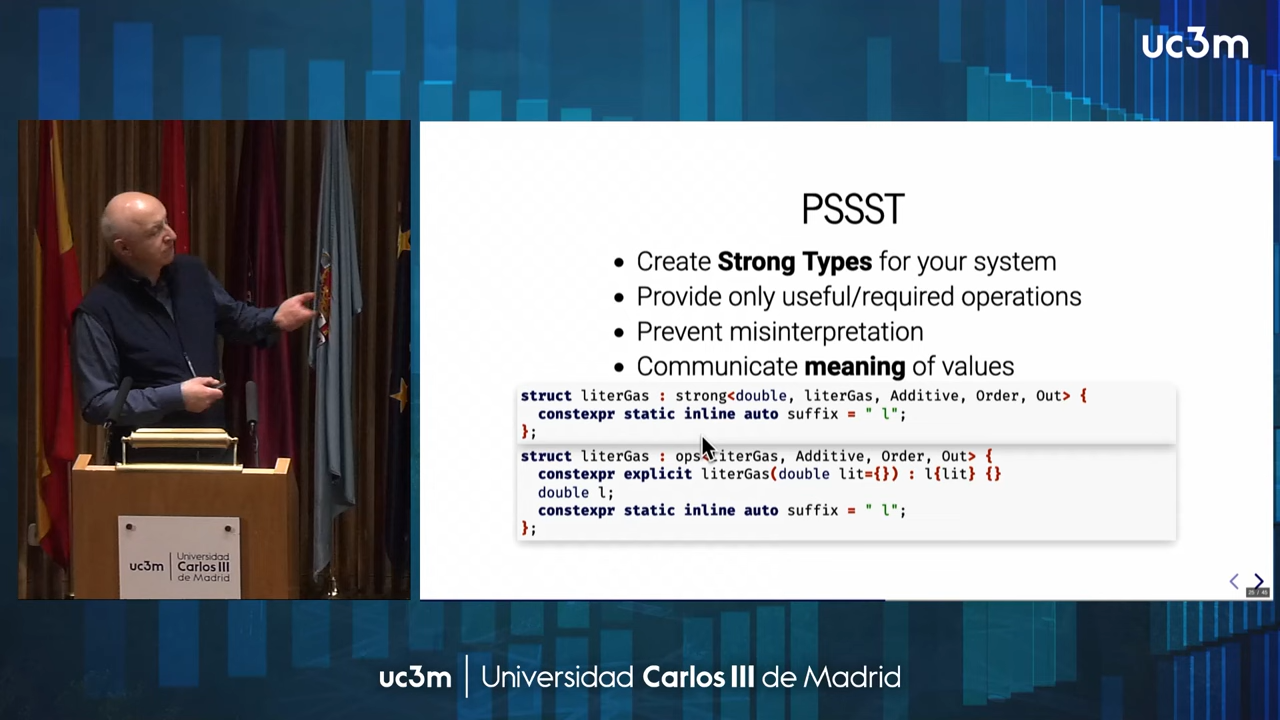 uc3m
PSSST
• Create Strong Types for your system
• Provide only useful/required operations
• Prevent misinterpretation
• Communicate meaning of values
struct literGas : strong<double, literGas, Additive, Order, Out> {
constexpr static inline auto suffix = " l";
};
struct literGas : ops<literGas, Additive, Order, Out> {
constexpr explicit literGas(double lit={}) : l{lit} {}
double l;
constexpr static inline auto suffix = " l";
};
uc3m
Universidad
Carlos III
de Madrid
uc3m | Universidad Carlos III de Madrid